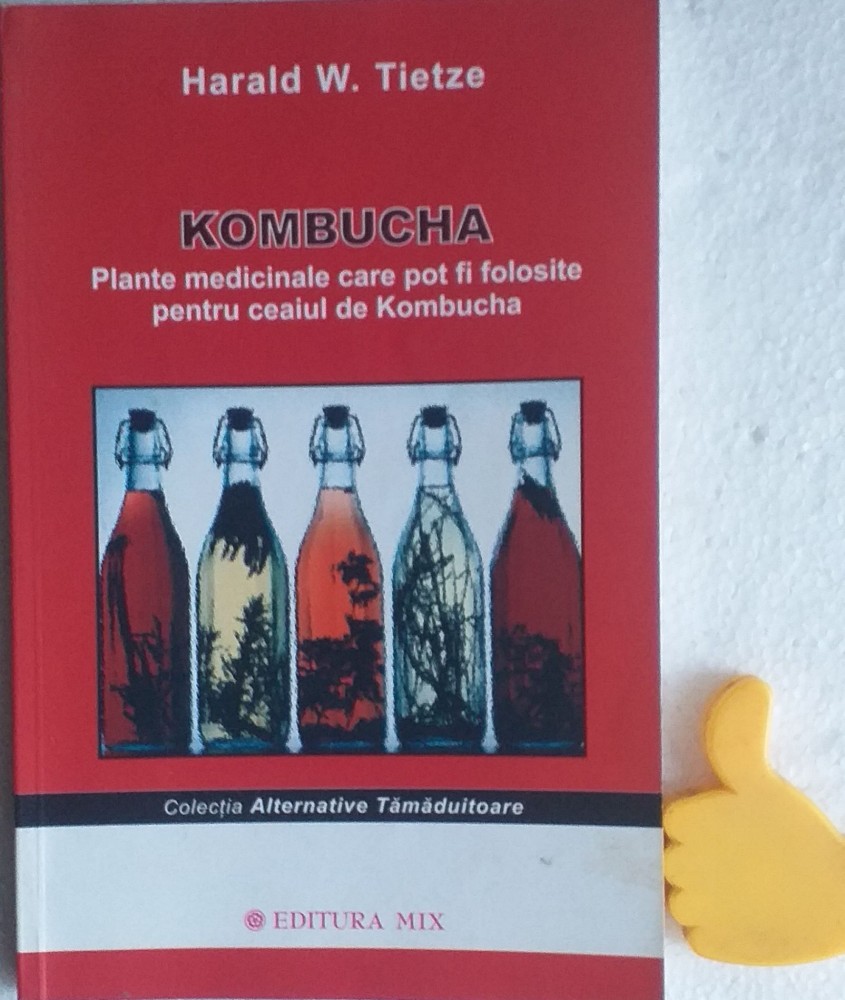 Harald W. Tietze
KOMBUCHA
Plante medicinale care pot fi folosite
pentru ceaiul de Kombucha
Colecția Alternative Tămăduitoare
EDITURA MIX